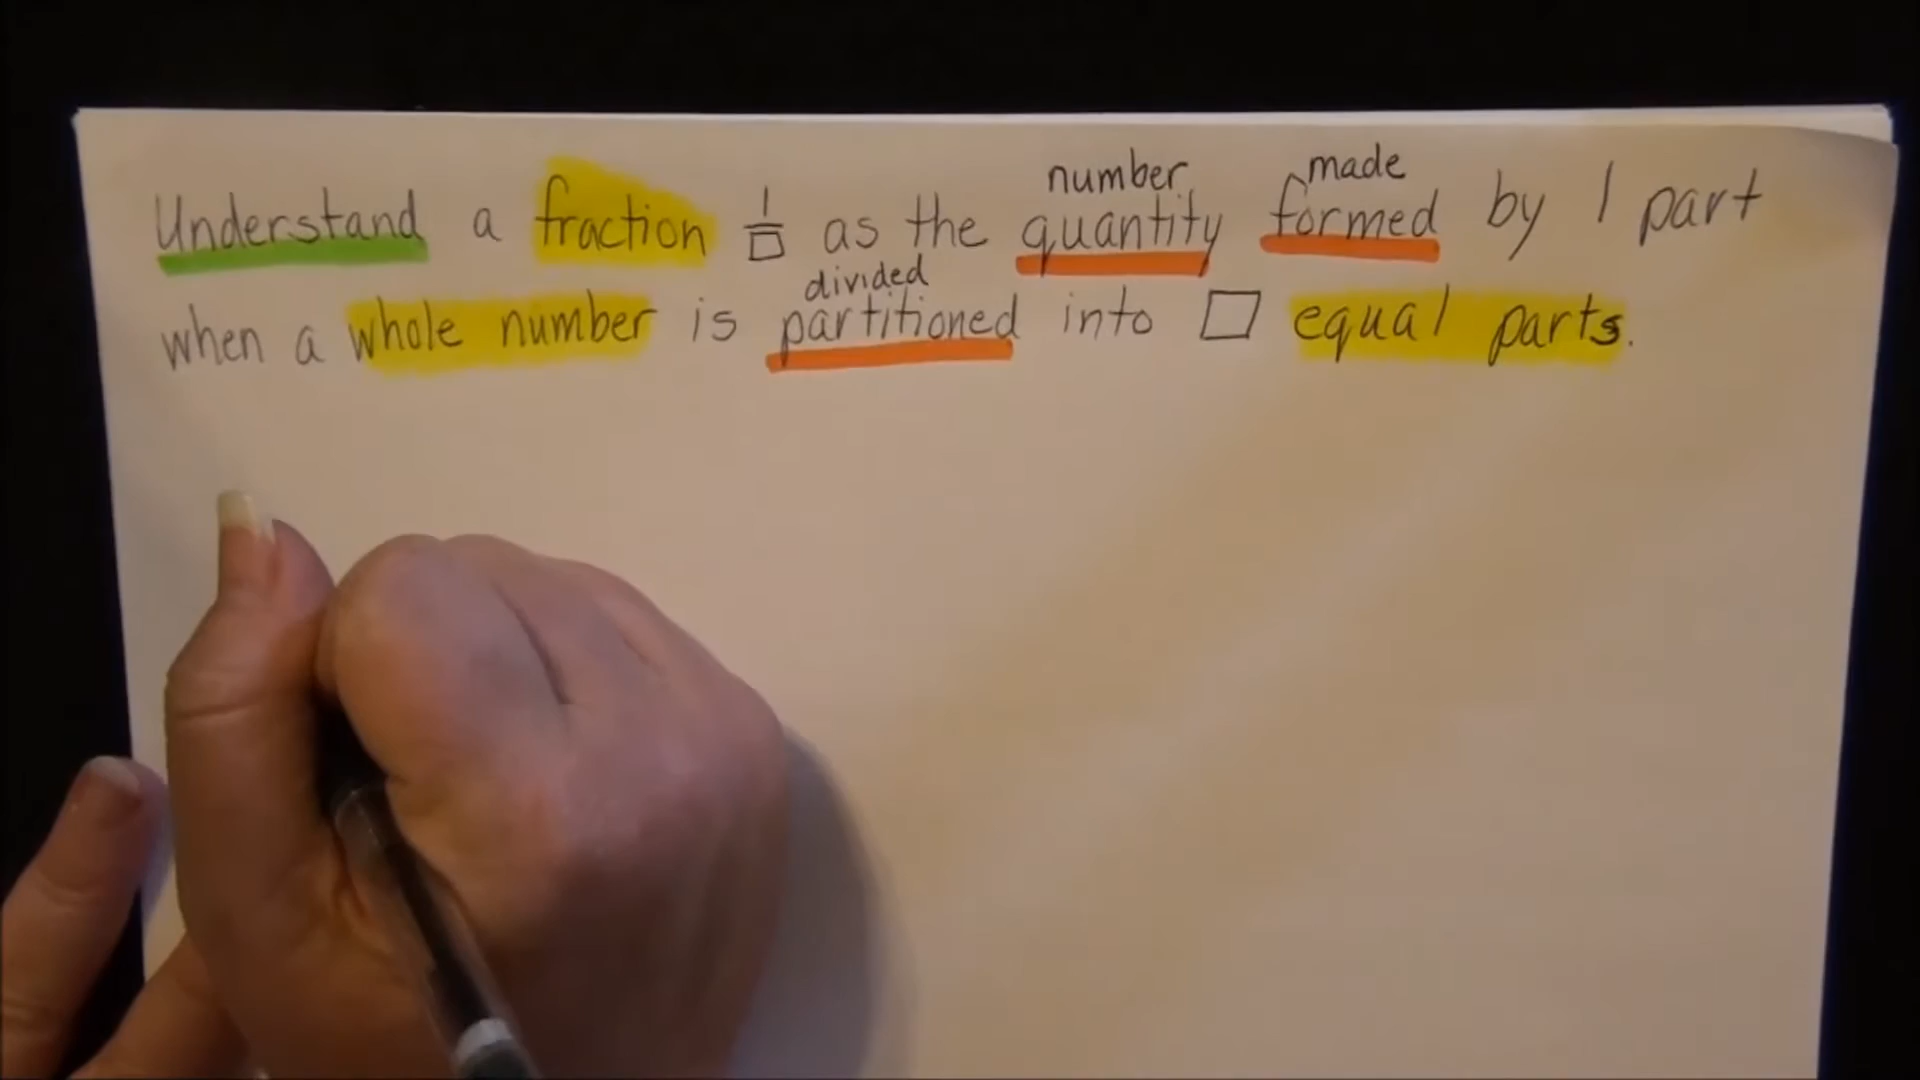 number made
Understand a fraction 1/□ as the quantity formed by 1 part
divided
when a whole number is partitioned into □ equal parts.